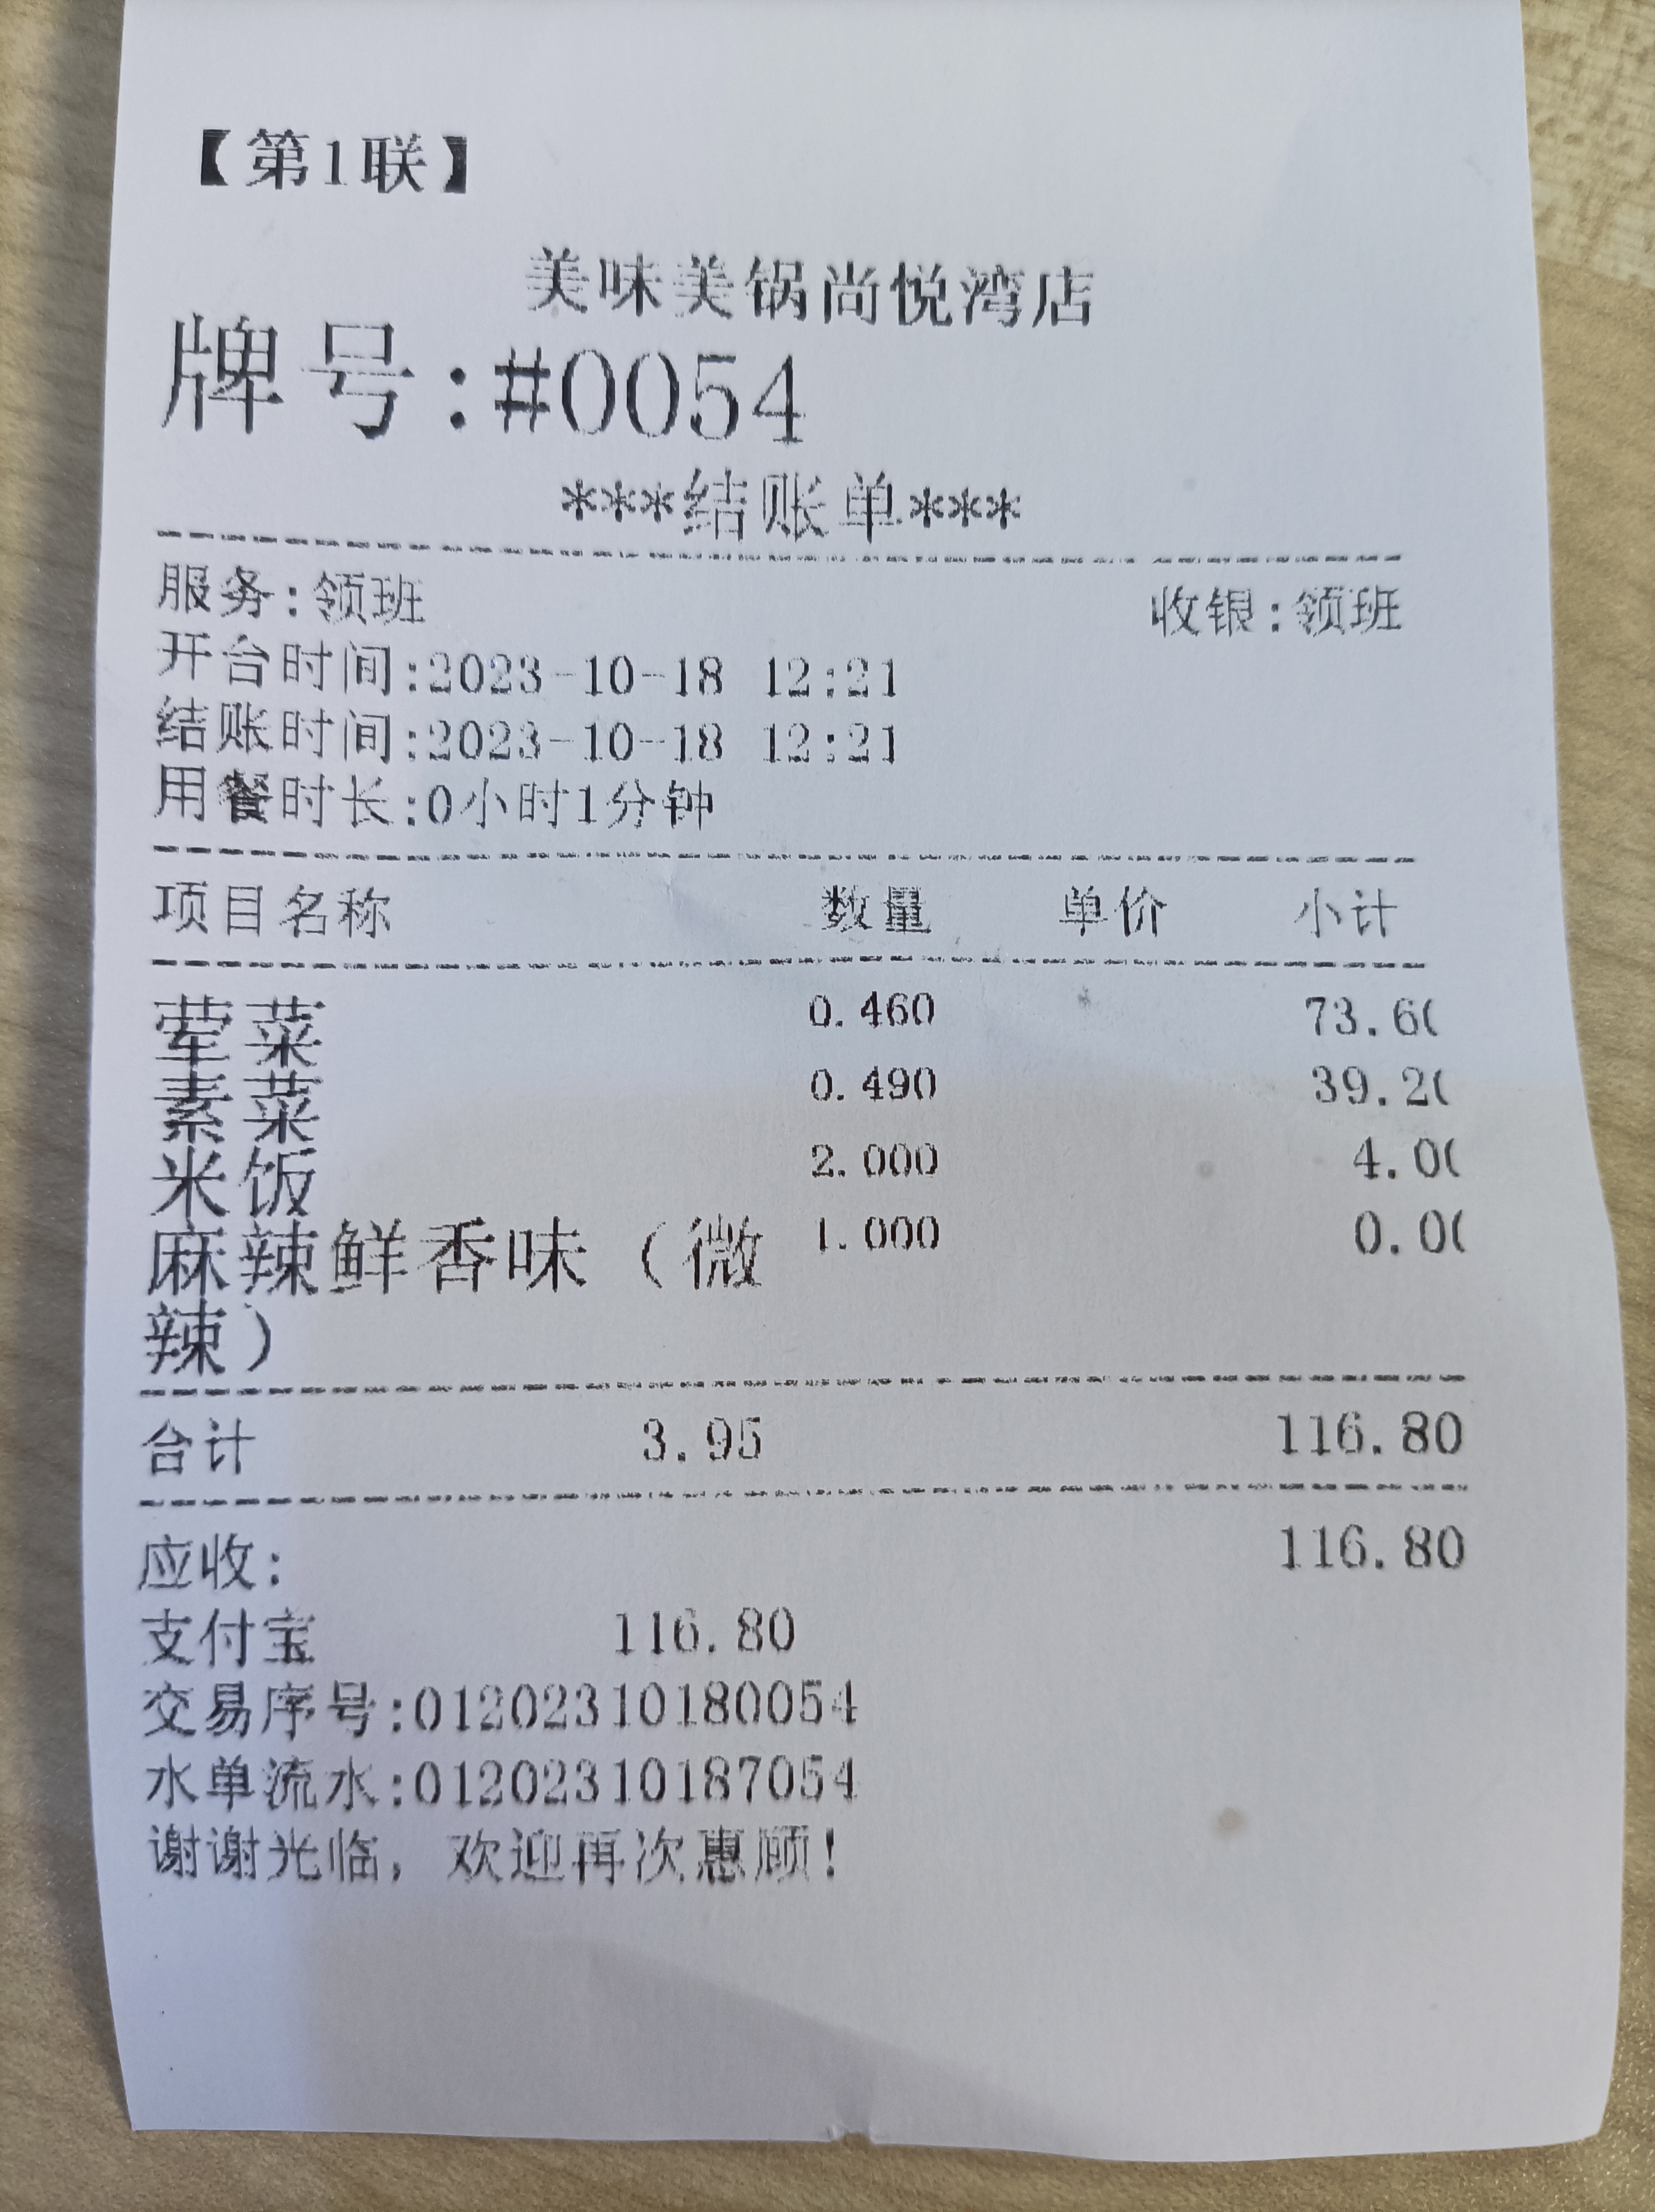 【第1联】
美味美锅尚悦湾店
牌号:#0054
***结账单***
服务:领班 收银:领班
开台时间:2023-10-18 12:21
结账时间:2023-10-18 12:21
用餐时长:0小时1分钟
项目名称 数量 单价 小计
荤菜 0.460 73.6(
素菜 0.490 39.2(
米饭 2.000 4.0(
麻辣鲜香味（微 1.000 0.0(
辣）
合计 3.95 116.80
应收: 116.80
支付宝 116.80
交易序号:01202310180054
水单流水:01202310187054
谢谢光临，欢迎再次惠顾!